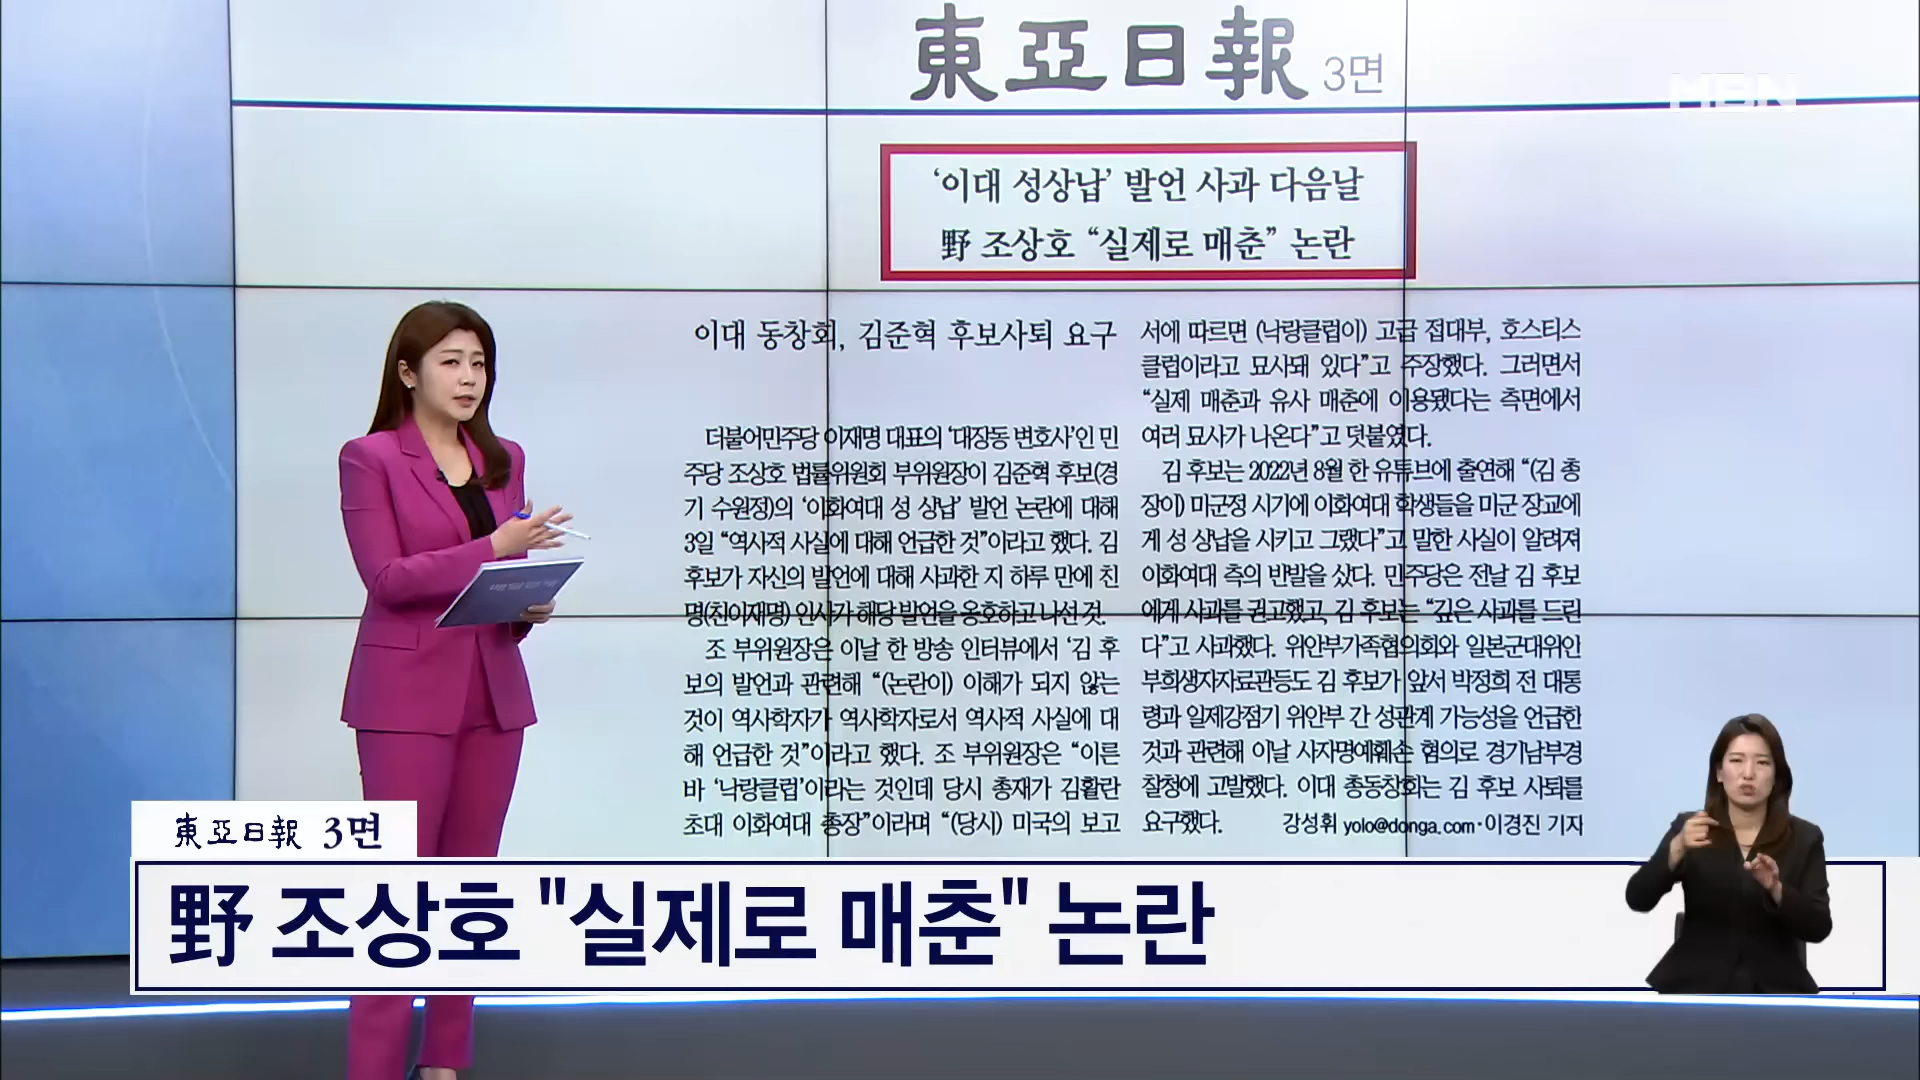 東亞日報 3면
MBN
‘이대 성상납’ 발언 사과 다음날
野 조상호 “실제로 매춘” 논란
이대 동창회, 김준혁 후보사퇴 요구
더불어민주당 이재명 대표의 ‘대장동 변호사’인 민
주당 조상호 법률위원회 부위원장이 김준혁 후보(경
기 수원정)의 ‘이화여대 성 상납’ 발언 논란에 대해
3일 “역사적 사실에 대해 언급한 것”이라고 했다. 김
후보가 자신의 발언에 대해 사과한 지 하루 만에 친
명(친이재명) 인사가 해당 발언을 옹호하고 나선 것.
조 부위원장은 이날 한 방송 인터뷰에서 ‘김 후
보의 발언과 관련해 “(논란이) 이해가 되지 않는
것이 역사학자가 역사학자로서 역사적 사실에 대
해 언급한 것”이라고 했다. 조 부위원장은 “이른
바 ‘낙랑클럽’이라는 것인데 당시 총재가 김활란
초대 이화여대 총장”이라며 “(당시) 미국의 보고
서에 따르면 (낙랑클럽이) 고급 접대부, 호스티스
클럽이라고 묘사돼 있다”고 주장했다. 그러면서
“실제 매춘과 유사 매춘에 이용됐다는 측면에서
여러 묘사가 나온다”고 덧붙였다.
김 후보는 2022년 8월 한 유튜브에 출연해 “(김 총
장이) 미군정 시기에 이화여대 학생들을 미군 장교에
게 성 상납을 시키고 그랬다”고 말한 사실이 알려져
이화여대 측의 반발을 샀다. 민주당은 전날 김 후보
에게 사과를 권고했고, 김 후보는 “깊은 사과를 드린
다”고 사과했다. 위안부가족협의회와 일본군대위안
부희생자자료관등도 김 후보가 앞서 박정희 전 대통
령과 일제강점기 위안부 간 성관계 가능성을 언급한
것과 관련해 이날 사자명예훼손 혐의로 경기남부경
찰청에 고발했다. 이대 총동창회는 김 후보 사퇴를
요구했다. 강성휘 yolo@donga.com·이경진 기자
東亞日報 3면
野 조상호 "실제로 매춘" 논란